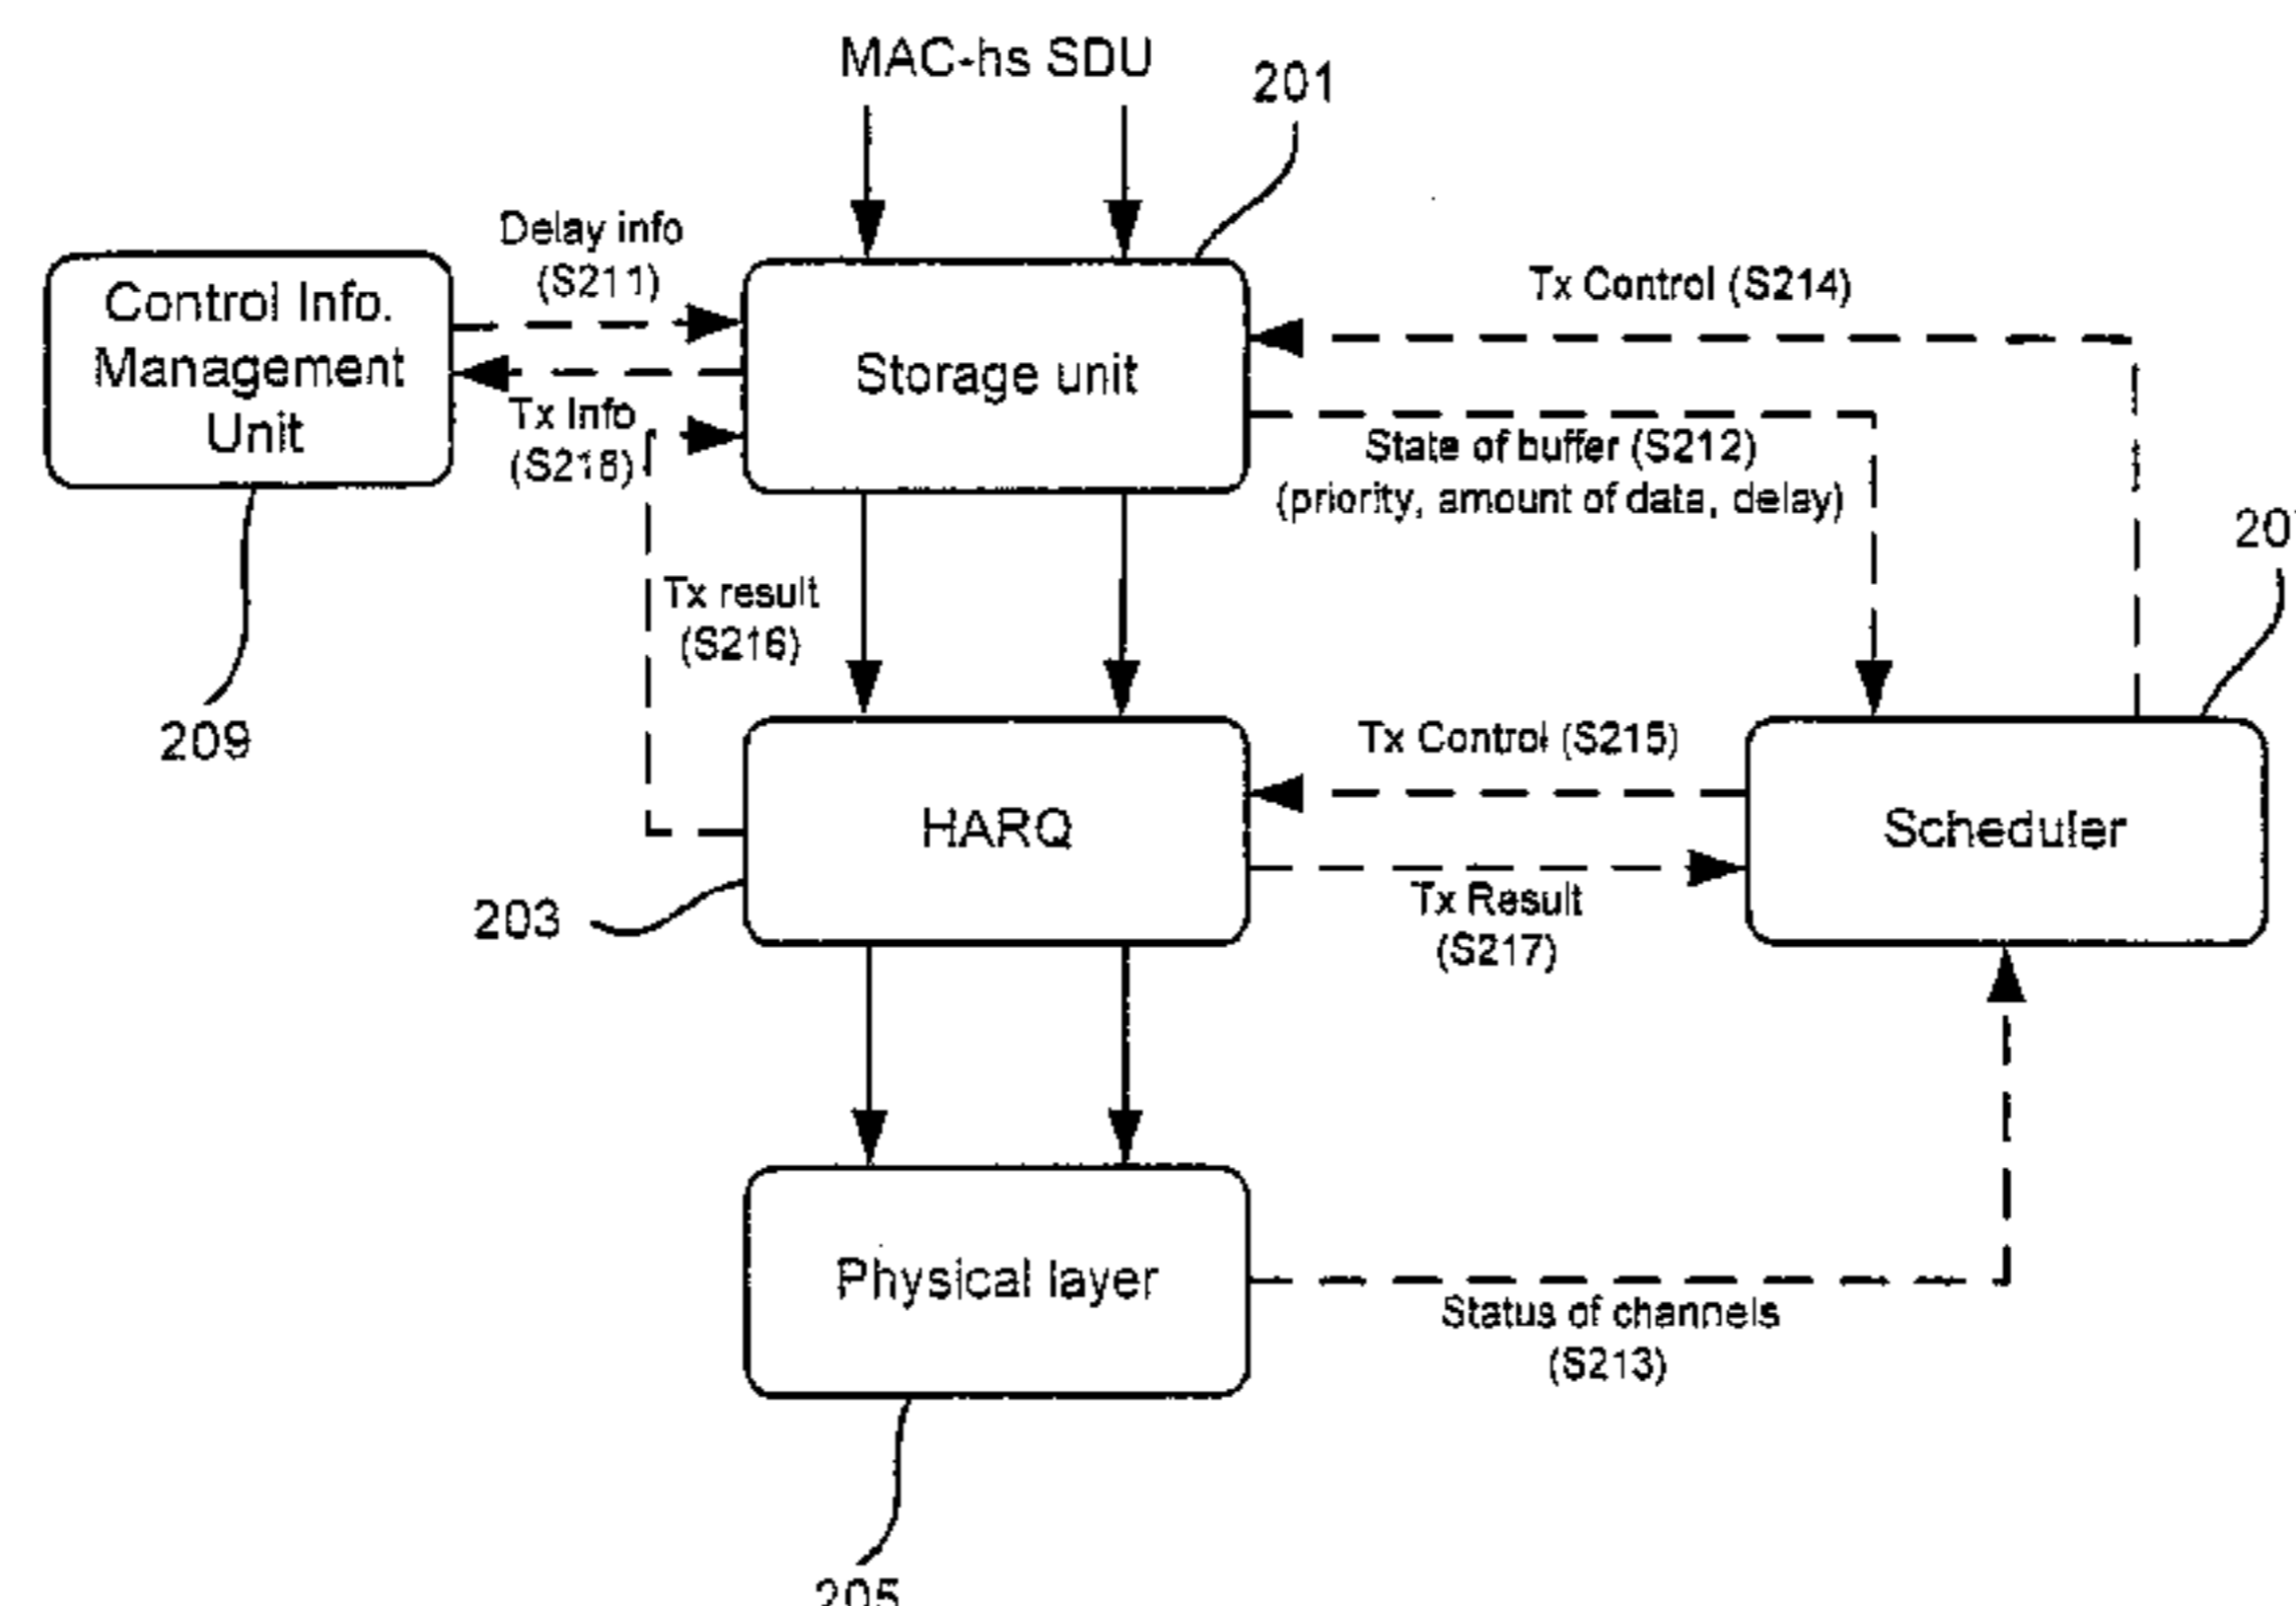 MAC-hs SDU
201
Delay info
(S211)
Control Info.
Management
Unit
Tx Info
(S218)
Storage unit
Tx Control (S214)
State of buffer (S212)
(priority, amount of data, delay)
Tx result
(S216)
209
HARQ
203
Tx Control (S215)
Tx Result
(S217)
Scheduler
Physical layer
Status of channels
(S213)
205